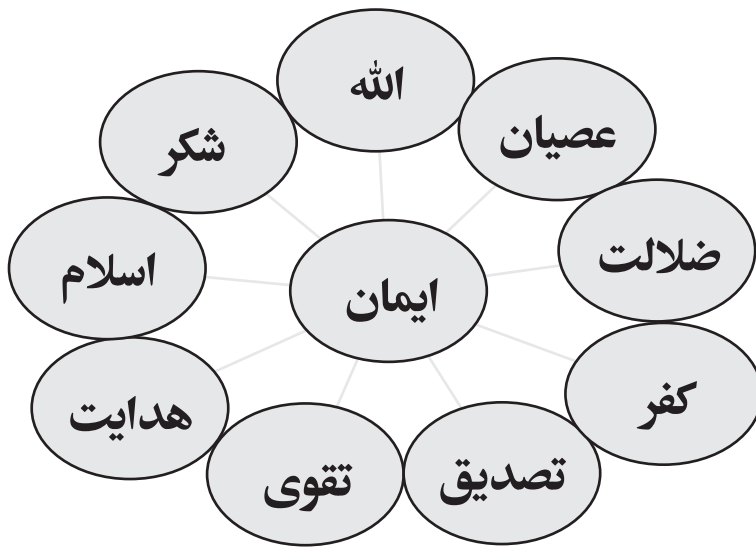 الله
عصیان
شکر
ضلالت
اسلام
ایمان
کفر
هدایت
تصدیق
تقوی